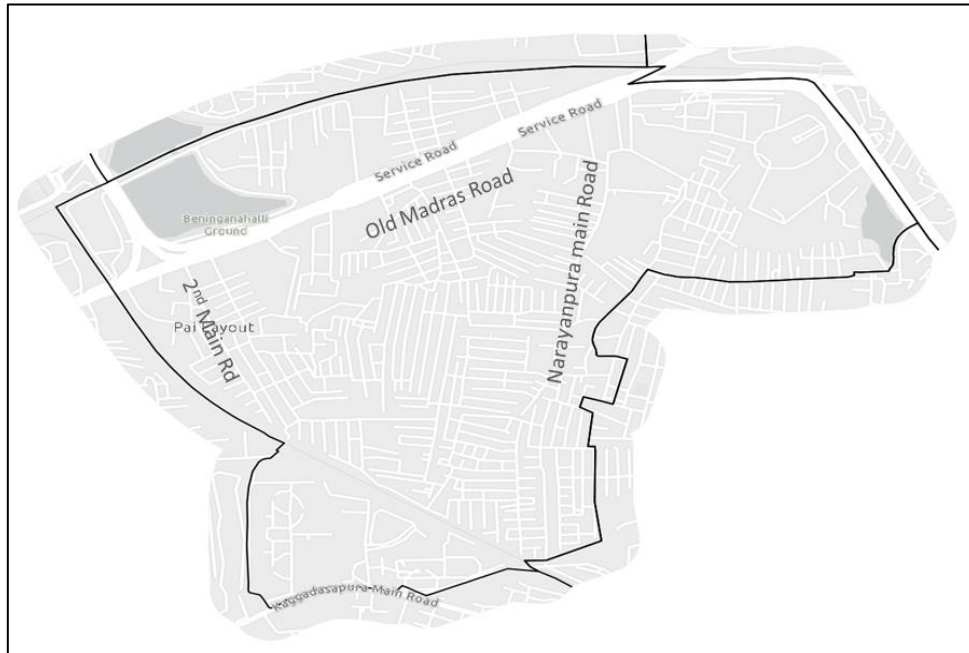 Service Road
Service Road
Old Madras Road
Beninganahalli
Ground
Narayanpura main Road
2nd Main Rd
Pai Layout
Kaggadasapura Main Road